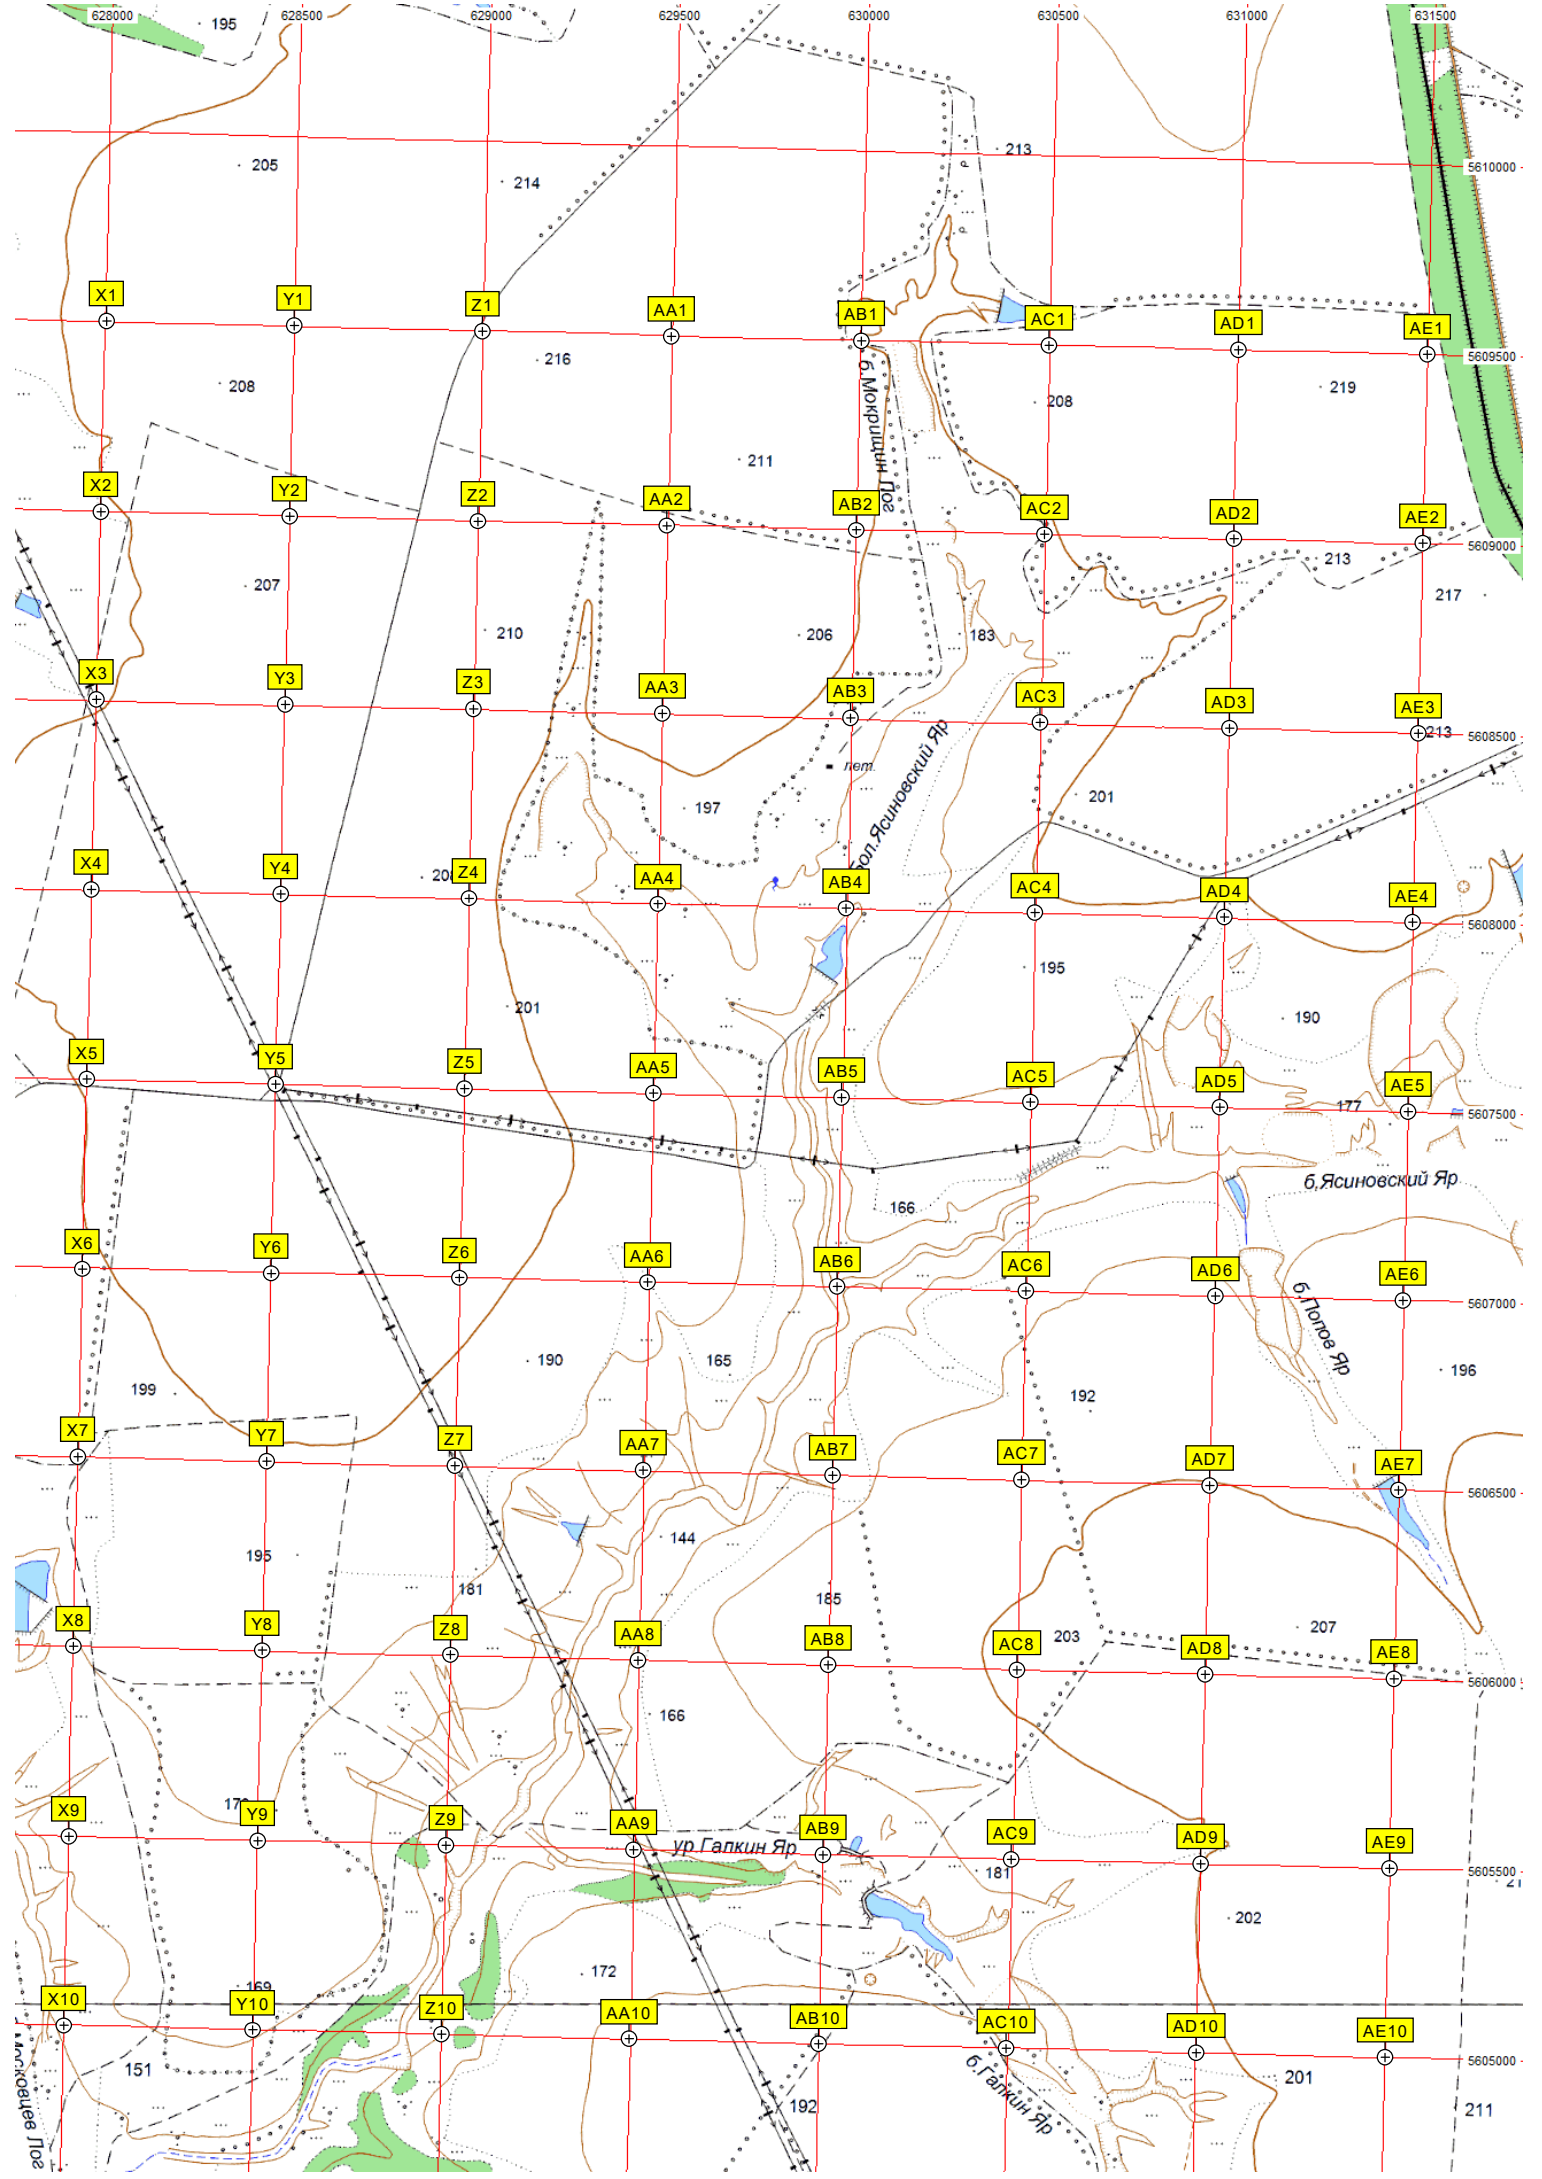 628000 628500 629000 629500 630000 630500 631000 631500
195
213
205
5610000
214
X1 Y1 Z1 AA1 AB1 AC1 AD1 AE1
5609500
216
208
219
208
б.Мокрищин Лог
211
X2 Y2 Z2 AA2 AB2 AC2 AD2 AE2
5609000
213
207
217
210
206
183
X3 Y3 Z3 AA3 AB3 AC3 AD3 AE3
213
5608500
лет.
бол.Ясиновский Яр
201
197
208
X4 Y4 Z4 AA4 AB4 AC4 AD4 AE4
5608000
195
201
190
X5 Y5 Z5 AA5 AB5 AC5 AD5 AE5
177
5607500
б.Ясиновский Яр
166
X6 Y6 Z6 AA6 AB6 AC6 AD6 AE6
5607000
б.Попов Яр
190
165
196
199
192
X7 Y7 Z7 AA7 AB7 AC7 AD7 AE7
5606500
144
195
181
185
X8 Y8 Z8 AA8 AB8 AC8 AD8 AE8
203
207
5606000
166
X9 Y9 Z9 AA9 AB9 AC9 AD9 AE9
ур.Галкин Яр
181
5605500
202
172
169
X10 Y10 Z10 AA10 AB10 AC10 AD10 AE10
5605000
151
201
б.Галкин Яр
Московцев Лог
192
211